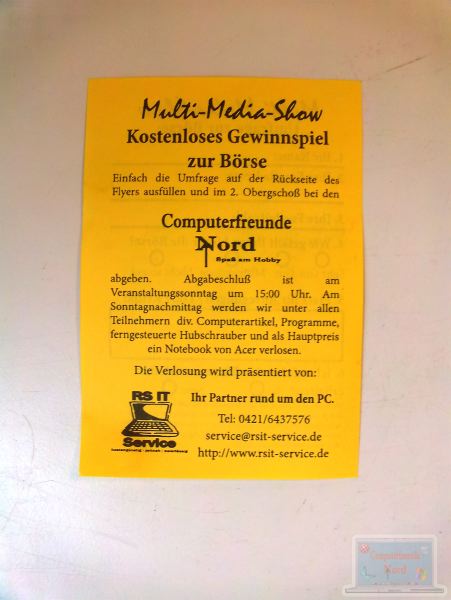 Multi-Media-Show
Kostenloses Gewinnspiel
zur Börse
Einfach die Umfrage auf der Rückseite des
Flyers ausfüllen und im 2. Obergschoß bei den
Computerfreunde
Nord
Spaß am Hobby
abgeben. Abgabeschluß ist am
Veranstaltungssonntag um 15:00 Uhr. Am
Sonntagnachmittag werden wir unter allen
Teilnehmern div. Computerartikel, Programme,
ferngesteuerte Hubschrauber und als Hauptpreis
ein Notebook von Acer verlosen.
Die Verlosung wird präsentiert von:
RS IT
Service
kostengünstig - schnell - zuverlässig
Ihr Partner rund um den PC.
Tel: 0421/6437576
service@rsit-service.de
http://www.rsit-service.de
Computerfreunde
Nord